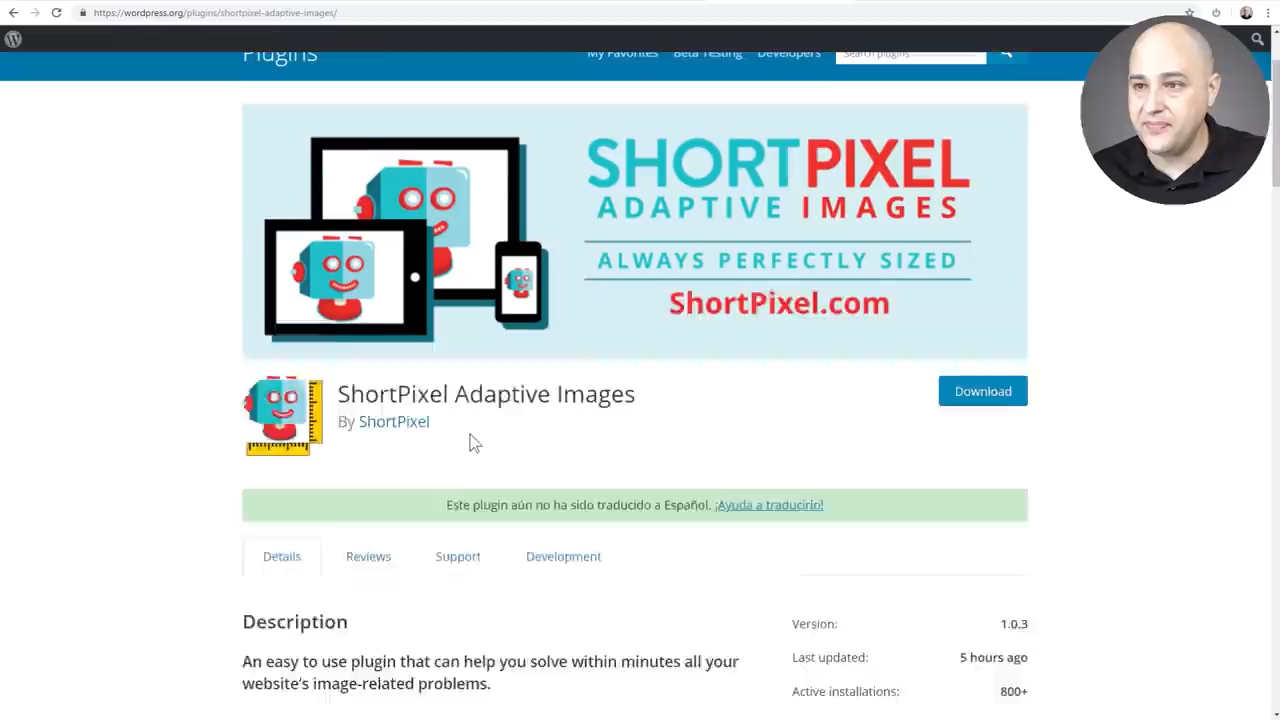 https://wordpress.org/plugins/shortpixel-adaptive-images/
Plugins
My Favorites
Beta Testing
Developers
Search plugins
SHORTPIXEL
ADAPTIVE IMAGES
ALWAYS PERFECTLY SIZED
ShortPixel.com
ShortPixel Adaptive Images
By ShortPixel
Download
Este plugin aún no ha sido traducido a Español. ¡Ayuda a traducirlo!
Details
Reviews
Support
Development
Description
An easy to use plugin that can help you solve within minutes all your
website's image-related problems.
Version:
1.0.3
Last updated:
5 hours ago
Active installations:
800+